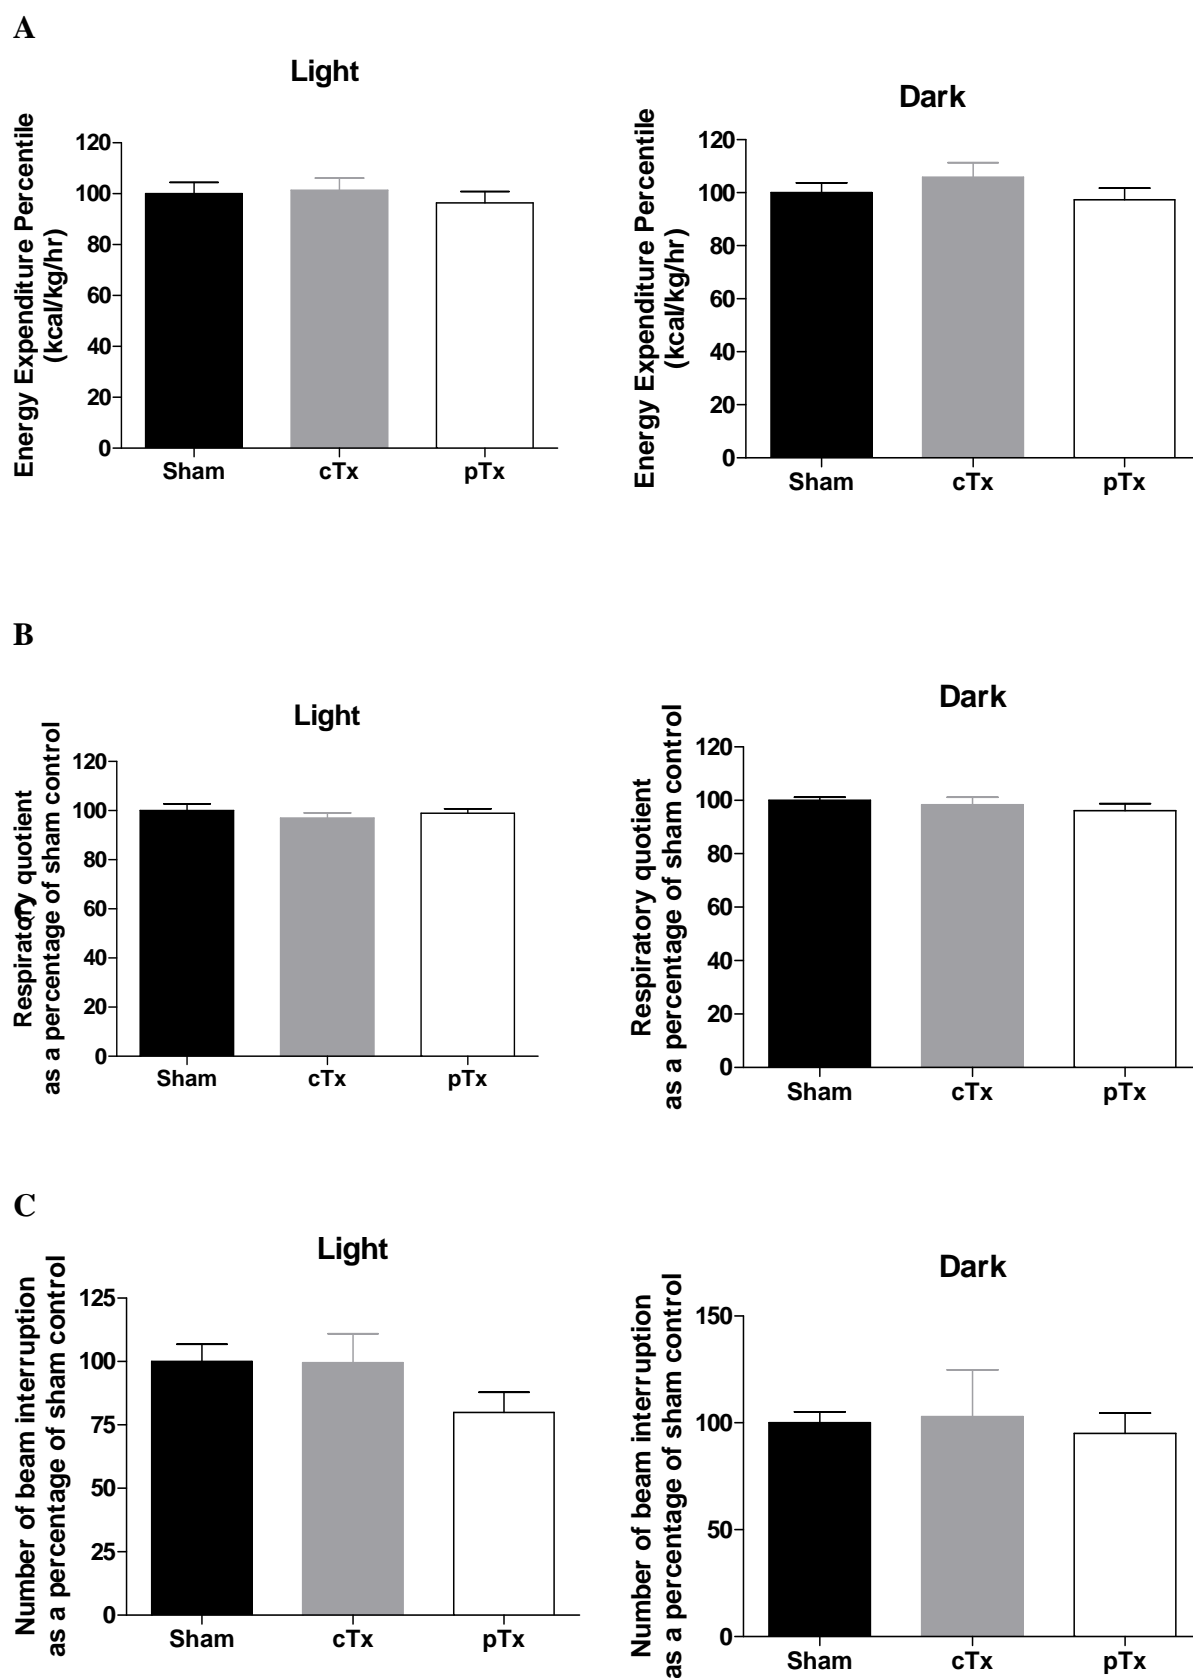 A
Light
Energy Expenditure Percentile
(kcal/kg/hr)
120
100
80
60
40
20
0
Sham cTx pTx
Dark
Energy Expenditure Percentile
(kcal/kg/hr)
120
100
80
60
40
20
0
Sham cTx pTx
B
Light
Respiratory quotient
as a percentage of sham control
C
120
100
80
60
40
20
0
Sham cTx pTx
Dark
Respiratory quotient
as a percentage of sham control
120
100
80
60
40
20
0
Sham cTx pTx
C
Light
Number of beam interruption
as a percentage of sham control
125
100
75
50
25
0
Sham cTx pTx
Dark
Number of beam interruption
as a percentage of sham control
150
100
50
0
Sham cTx pTx